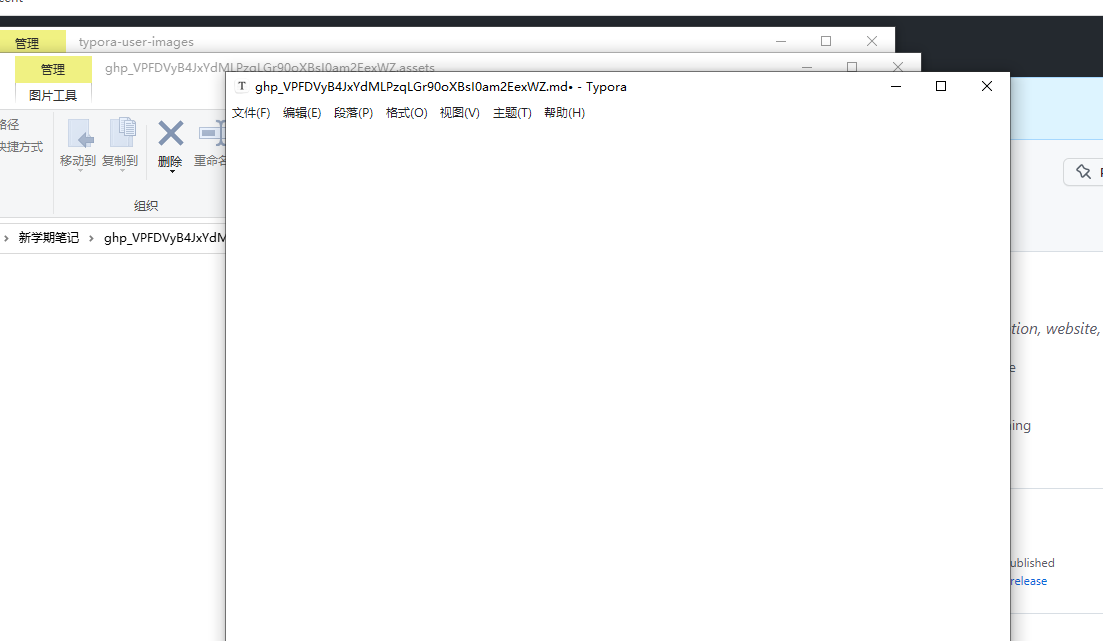 管理
typora-user-images
管理
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.assets
图片工具
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.md• - Typora
文件(F) 编辑(E) 段落(P) 格式(O) 视图(V) 主题(T) 帮助(H)
路径
快捷方式
移动到 复制到 删除 重命名
组织
› 新学期笔记 › ghp_VPFDVyB4JxYdM
tion, website,
e
ing
ublished
release